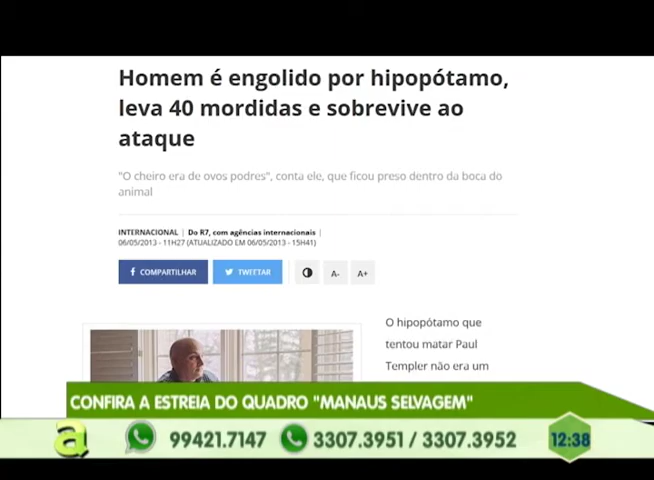 Homem é engolido por hipopótamo,
leva 40 mordidas e sobrevive ao
ataque
"O cheiro era de ovos podres", conta ele, que ficou preso dentro da boca do
animal
INTERNACIONAL | Do R7, com agências internacionais |
06/05/2013 - 11H27 (ATUALIZADO EM 06/05/2013 - 15H41)
f COMPARTILHAR TWEETAR A- A+
O hipopótamo que
tentou matar Paul
Templer não era um
CONFIRA A ESTREIA DO QUADRO "MANAUS SELVAGEM"
a 99421.7147 3307.3951 / 3307.3952 12:38